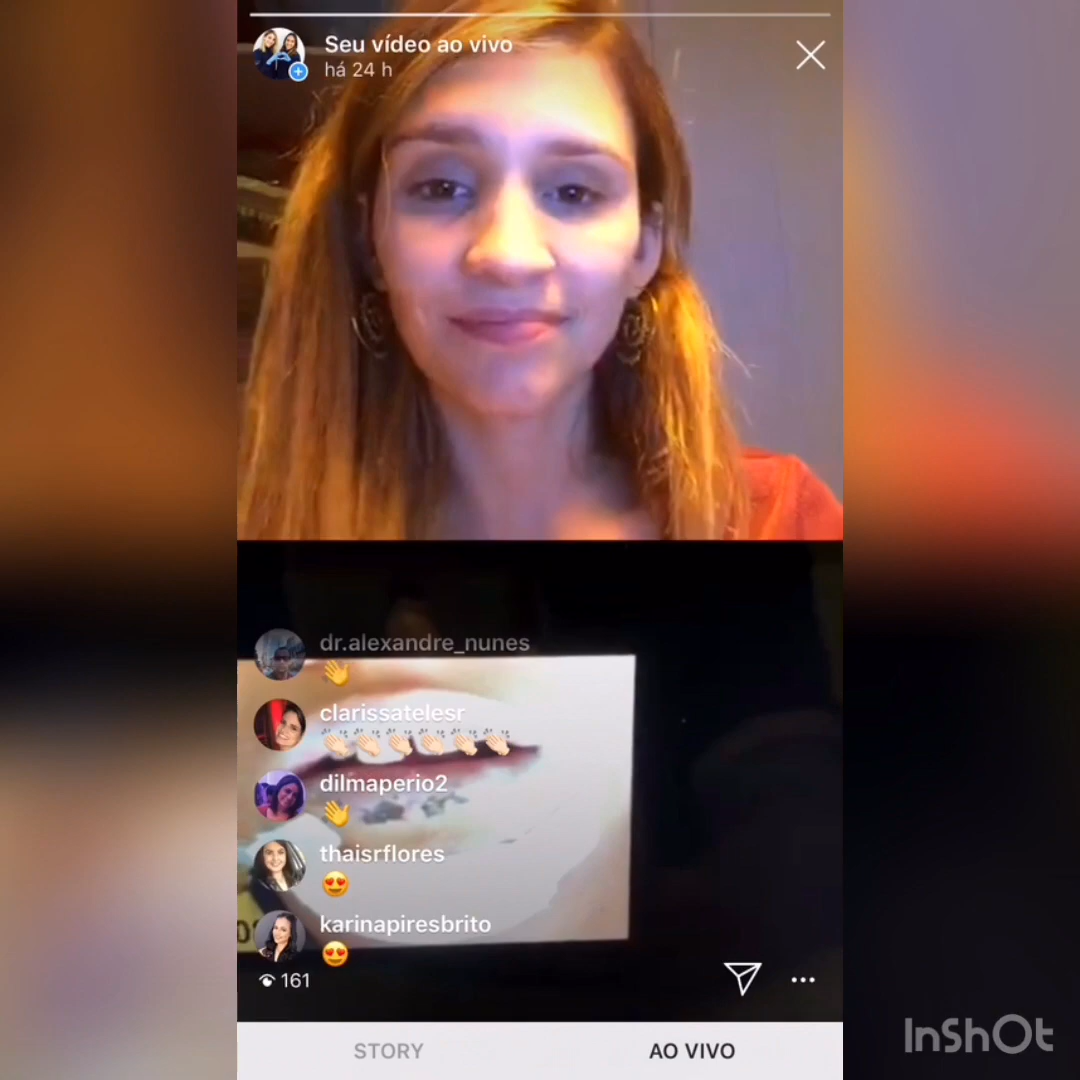 Seu vídeo ao vivo
há 24 h
dr.alexandre_nunes
clarissatelesr
dilmaperio2
thaisrflores
karinapiresbrito
161
STORY
AO VIVO
InShOt